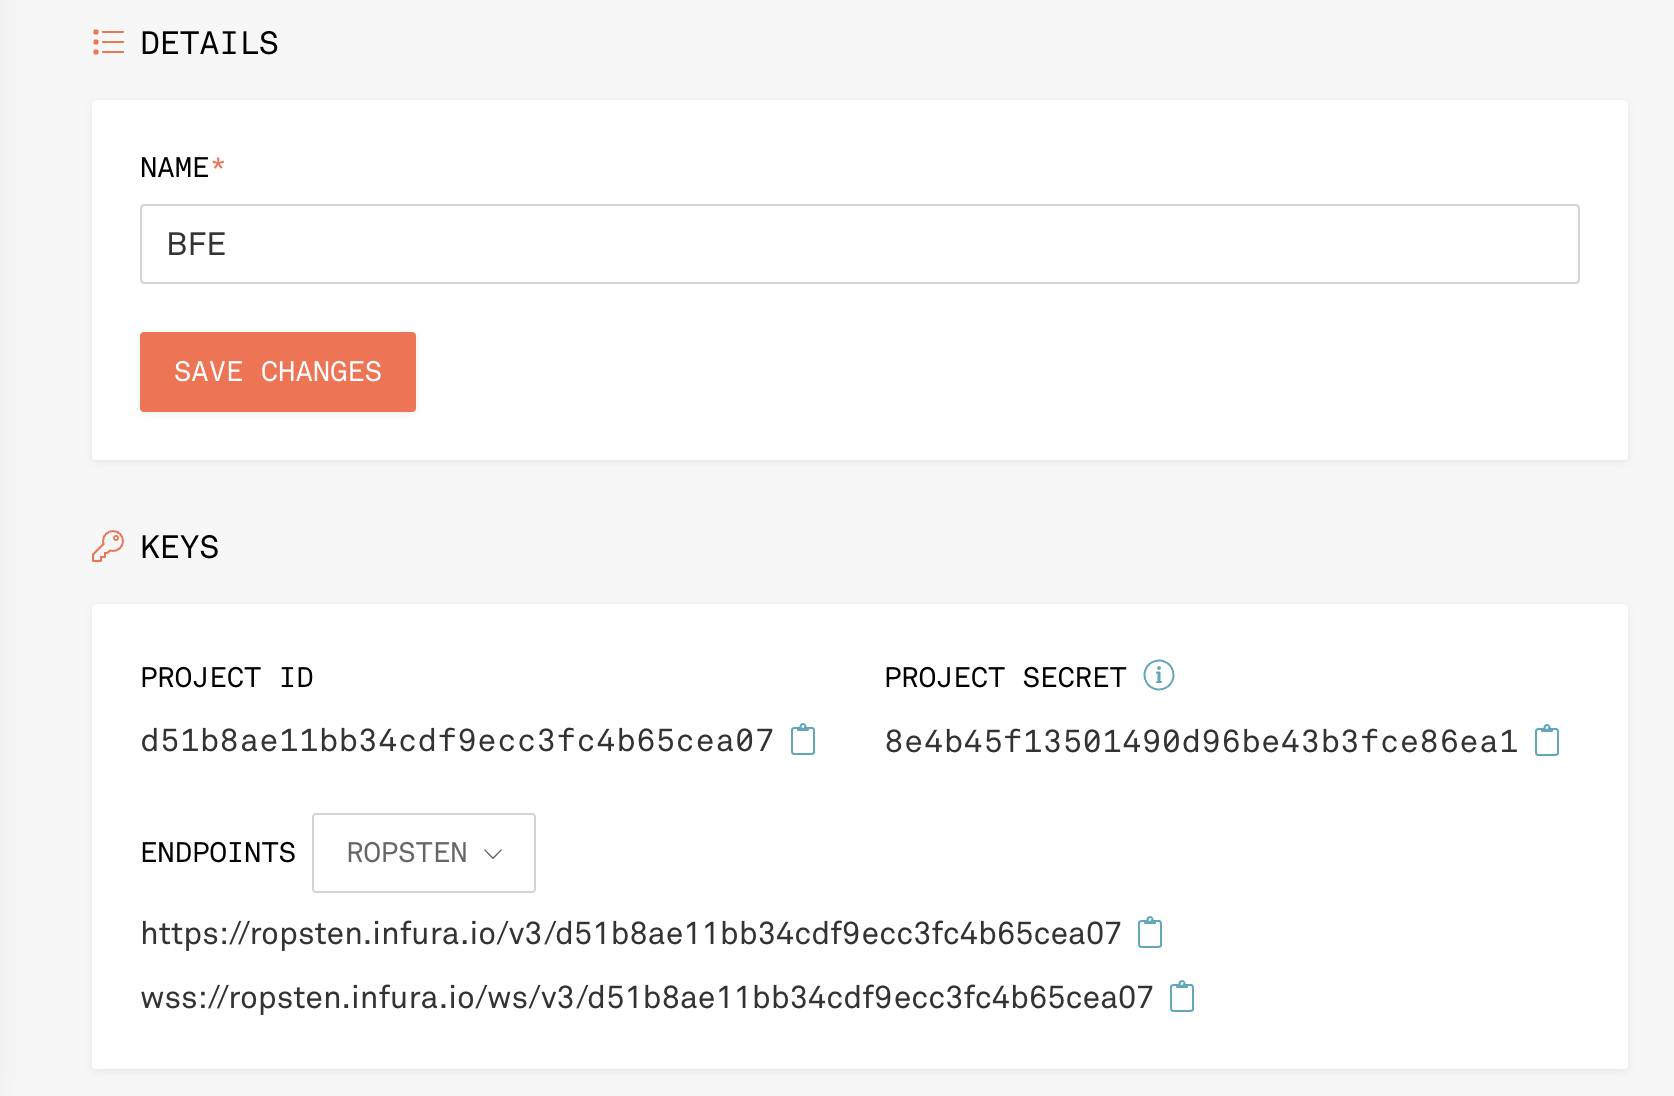 DETAILS
NAME*
BFE
SAVE CHANGES
KEYS
PROJECT ID
d51b8ae11bb34cdf9ecc3fc4b65cea07
PROJECT SECRET
8e4b45f13501490d96be43b3fce86ea1
ENDPOINTS ROPSTEN
https://ropsten.infura.io/v3/d51b8ae11bb34cdf9ecc3fc4b65cea07
wss://ropsten.infura.io/ws/v3/d51b8ae11bb34cdf9ecc3fc4b65cea07